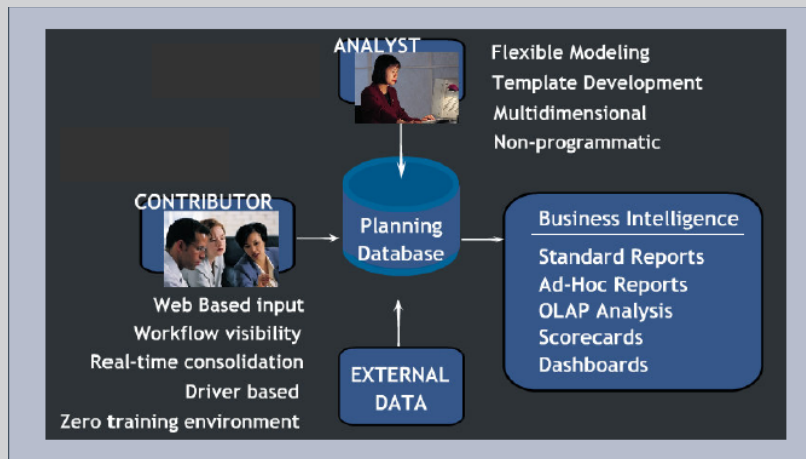 ANALYST
Flexible Modeling
Template Development
Multidimensional
Non-programmatic
CONTRIBUTOR
Web Based input
Workflow visibility
Real-time consolidation
Driver based
Zero training environment
Planning
Database
EXTERNAL
DATA
Business Intelligence
Standard Reports
Ad-Hoc Reports
OLAP Analysis
Scorecards
Dashboards